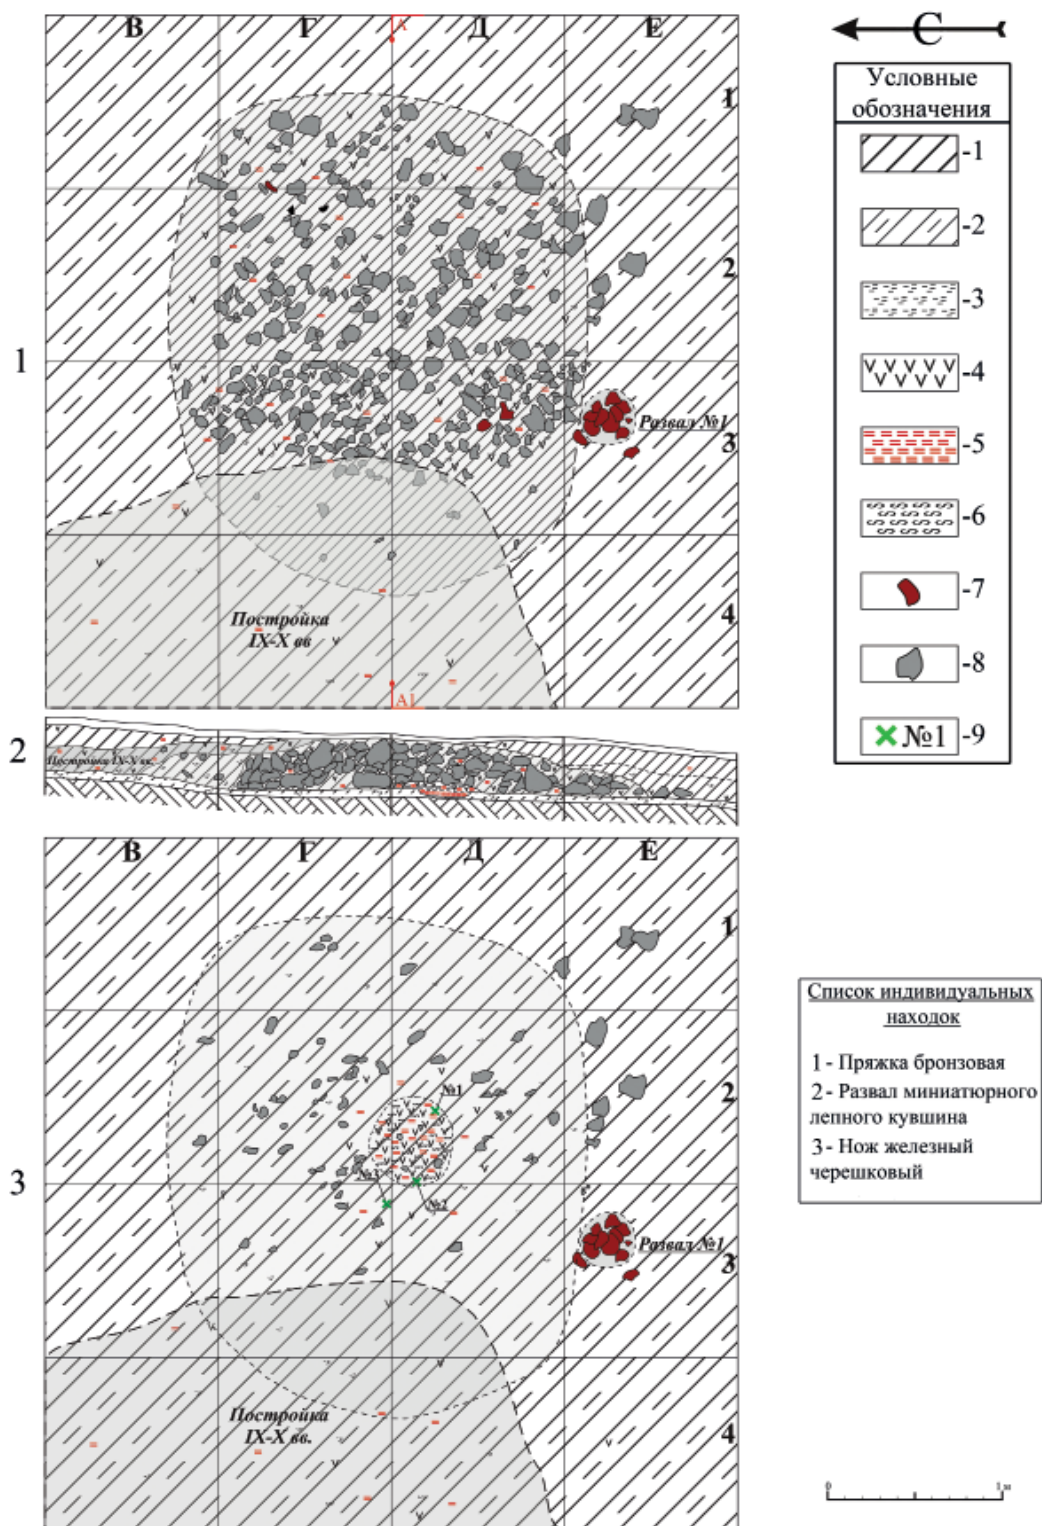 В Г Д Е
А
1
2
3
4
1
Развал №1
Постройка
IX-X вв
А1
2
Постройки IX-X вв.
В Г Д Е
1
2
3
4
3
№1
№3
№2
Развал №1
Постройка
IX-X вв.
С
Условные
обозначения
-1
-2
-3
-4
-5
-6
-7
-8
№1 -9
Список индивидуальных
находок
1 - Пряжка бронзовая
2 - Развал миниатюрного
лепного кувшина
3 - Нож железный
черешковый
0 1 м